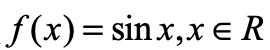 f(x) = sin x, x ∈ R